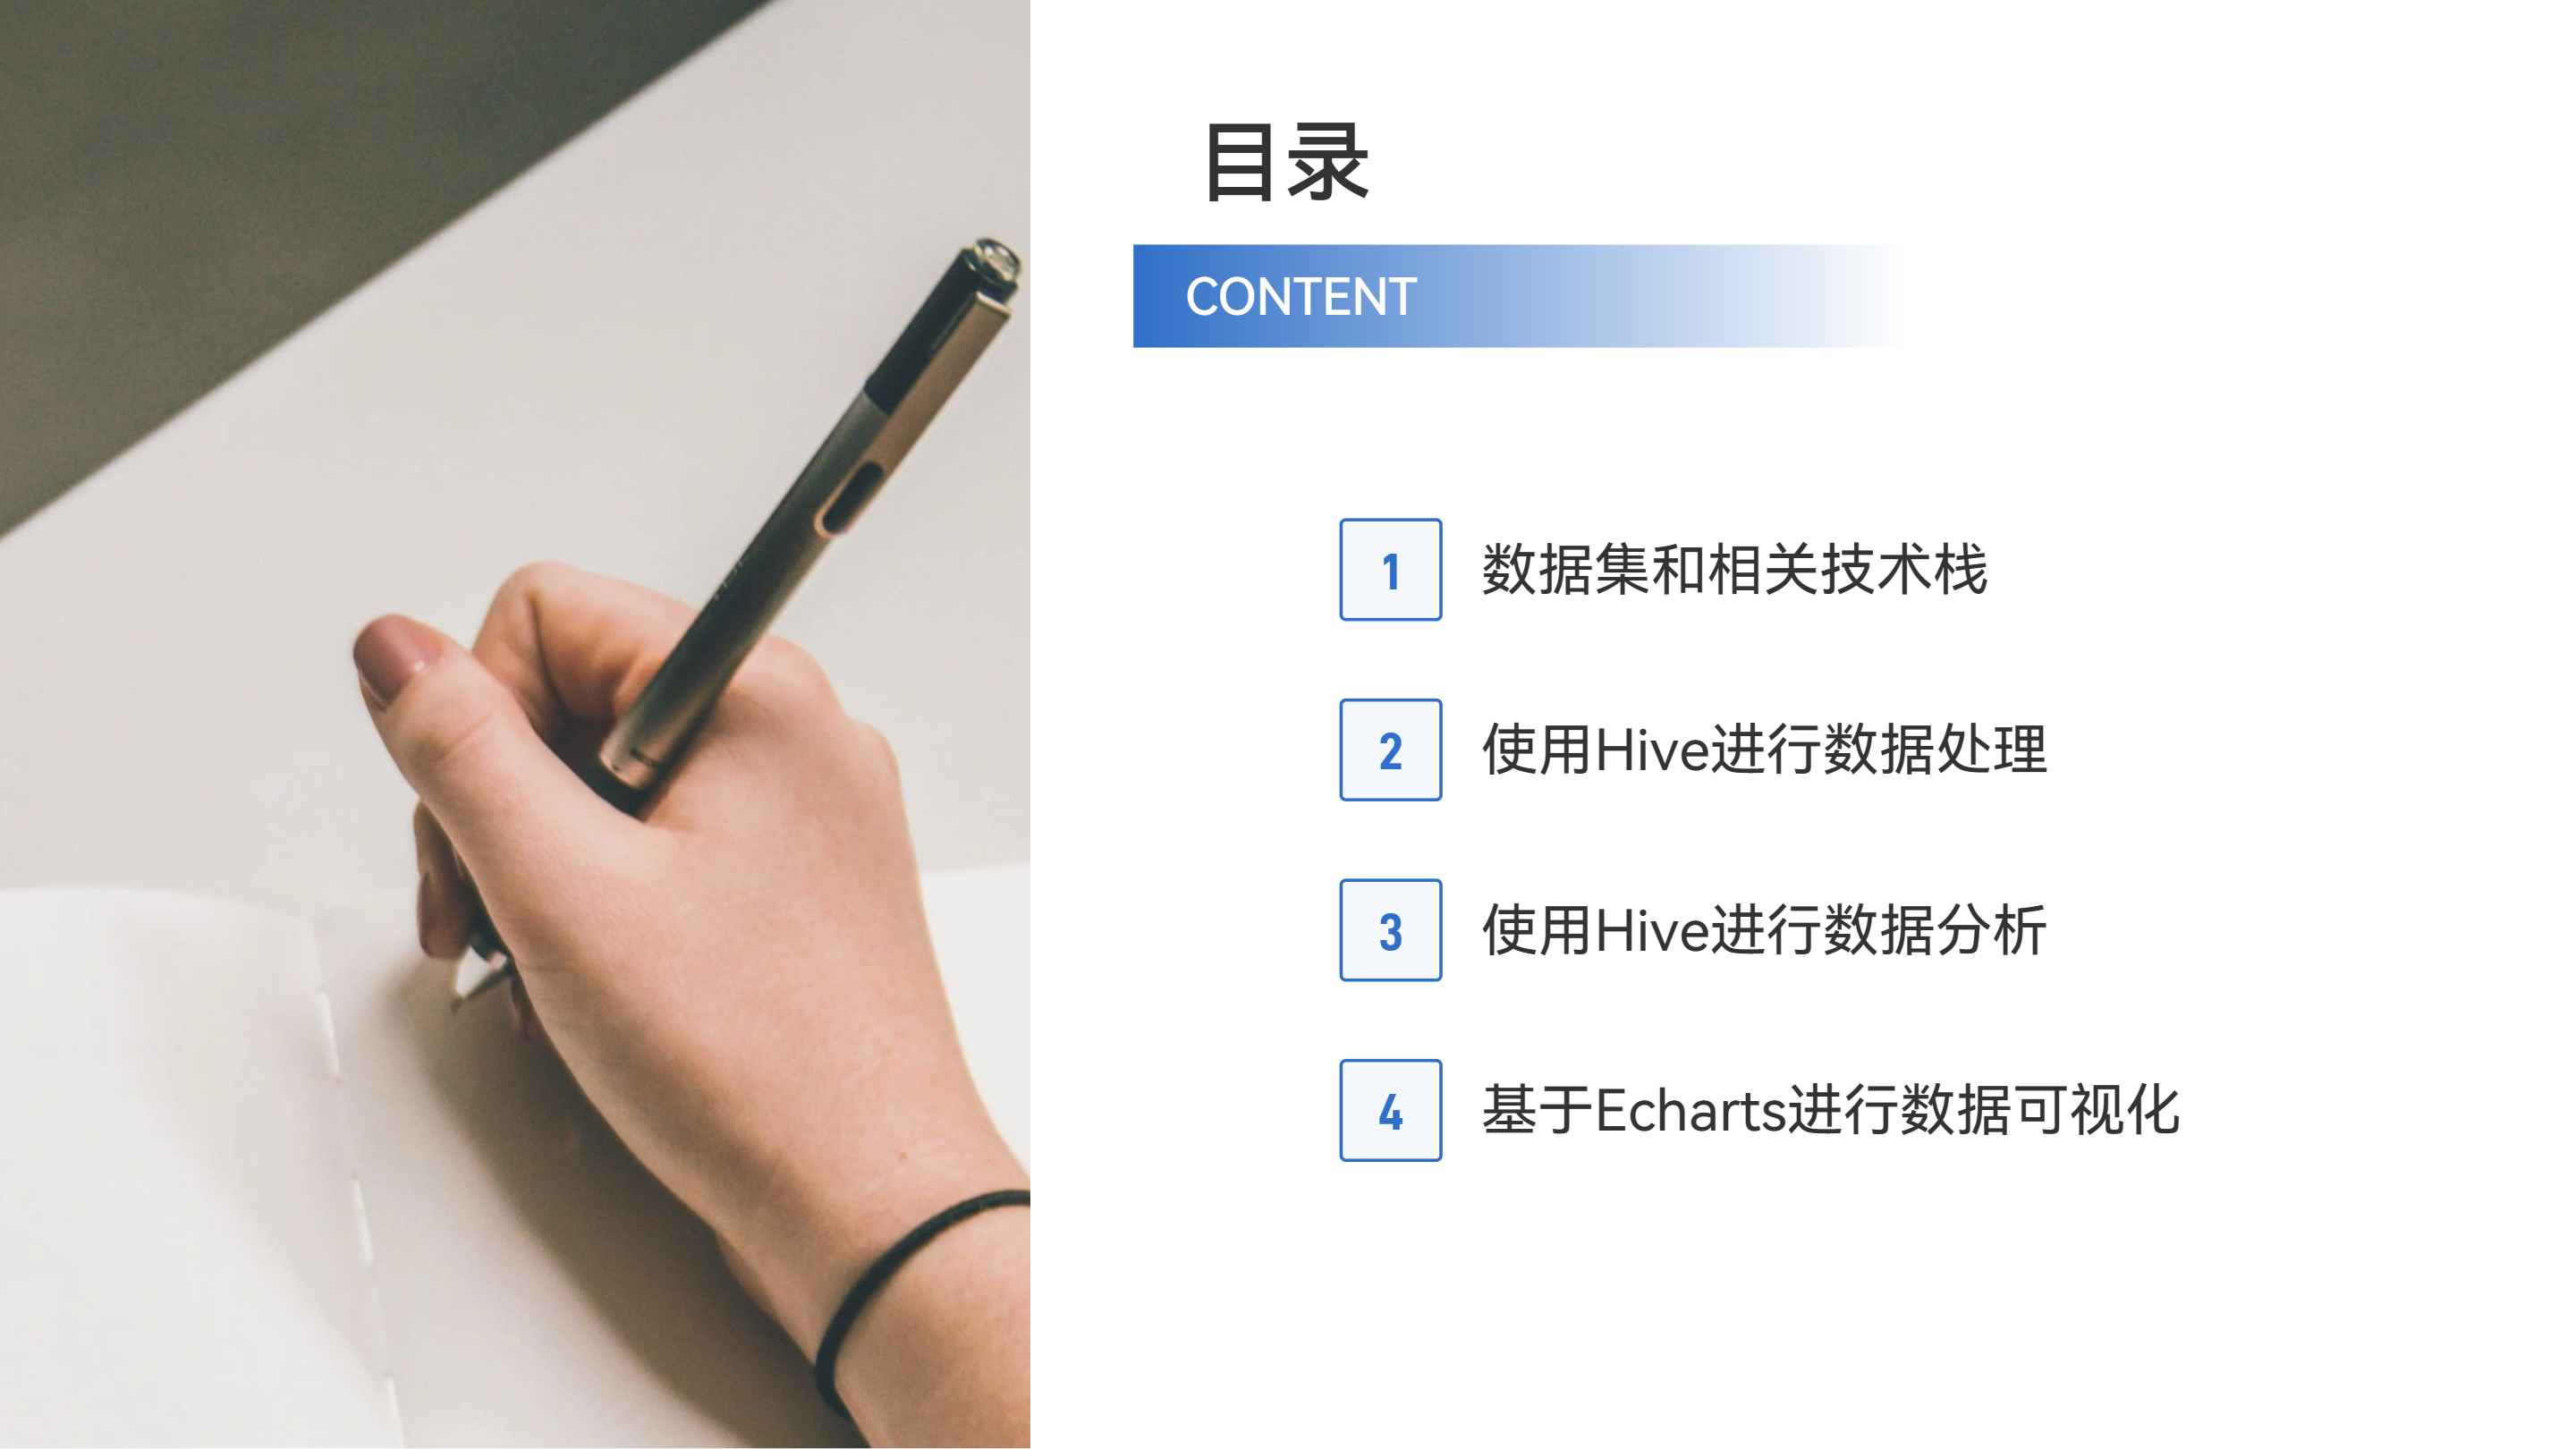 目录
CONTENT
1 数据集和相关技术栈
2 使用Hive进行数据处理
3 使用Hive进行数据分析
4 基于Echarts进行数据可视化